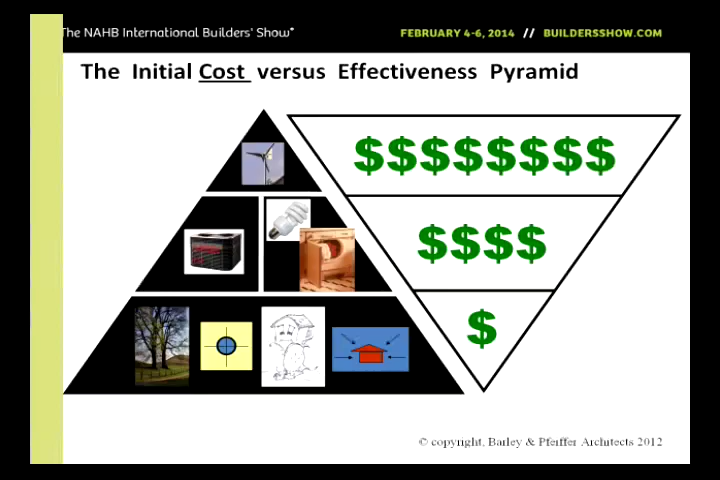 The NAHB International Builders' Show*
FEBRUARY 4-6, 2014 // BUILDERSSHOW.COM
The Initial Cost versus Effectiveness Pyramid
$$$$$$$$
$$$$
$
© copyright, Barley & Pfeiffer Architects 2012